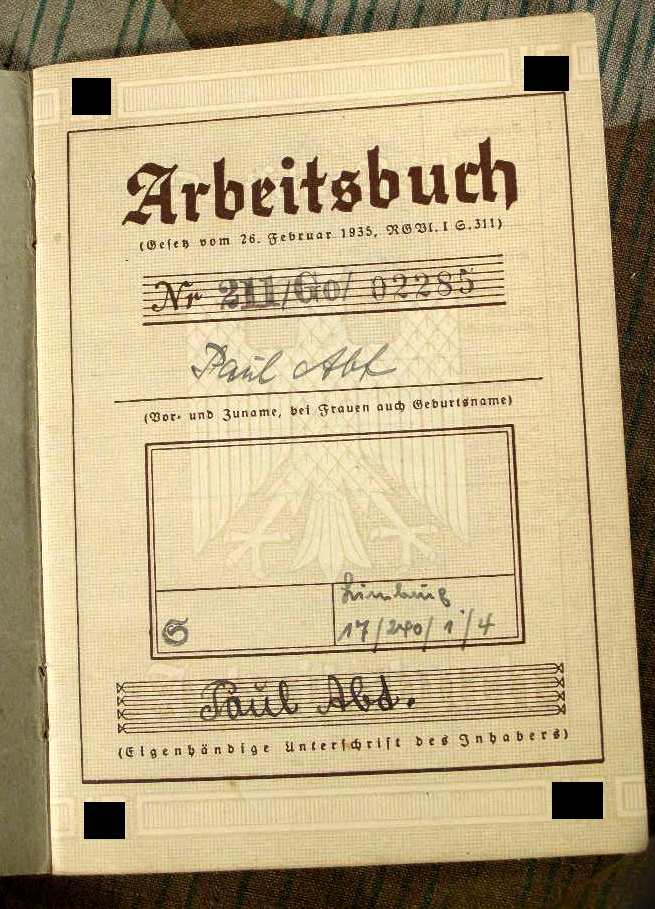 Arbeitsbuch
(Gesetz vom 26. Februar 1935, RGBl. I S. 311)
Nr 211/Go/ 02285
Paul Abt
(Vor- und Zuname, bei Frauen auch Geburtsname)
Limburg
S 17/240/1/4
Paul Abt.
(Eigenhändige Unterschrift des Inhabers)